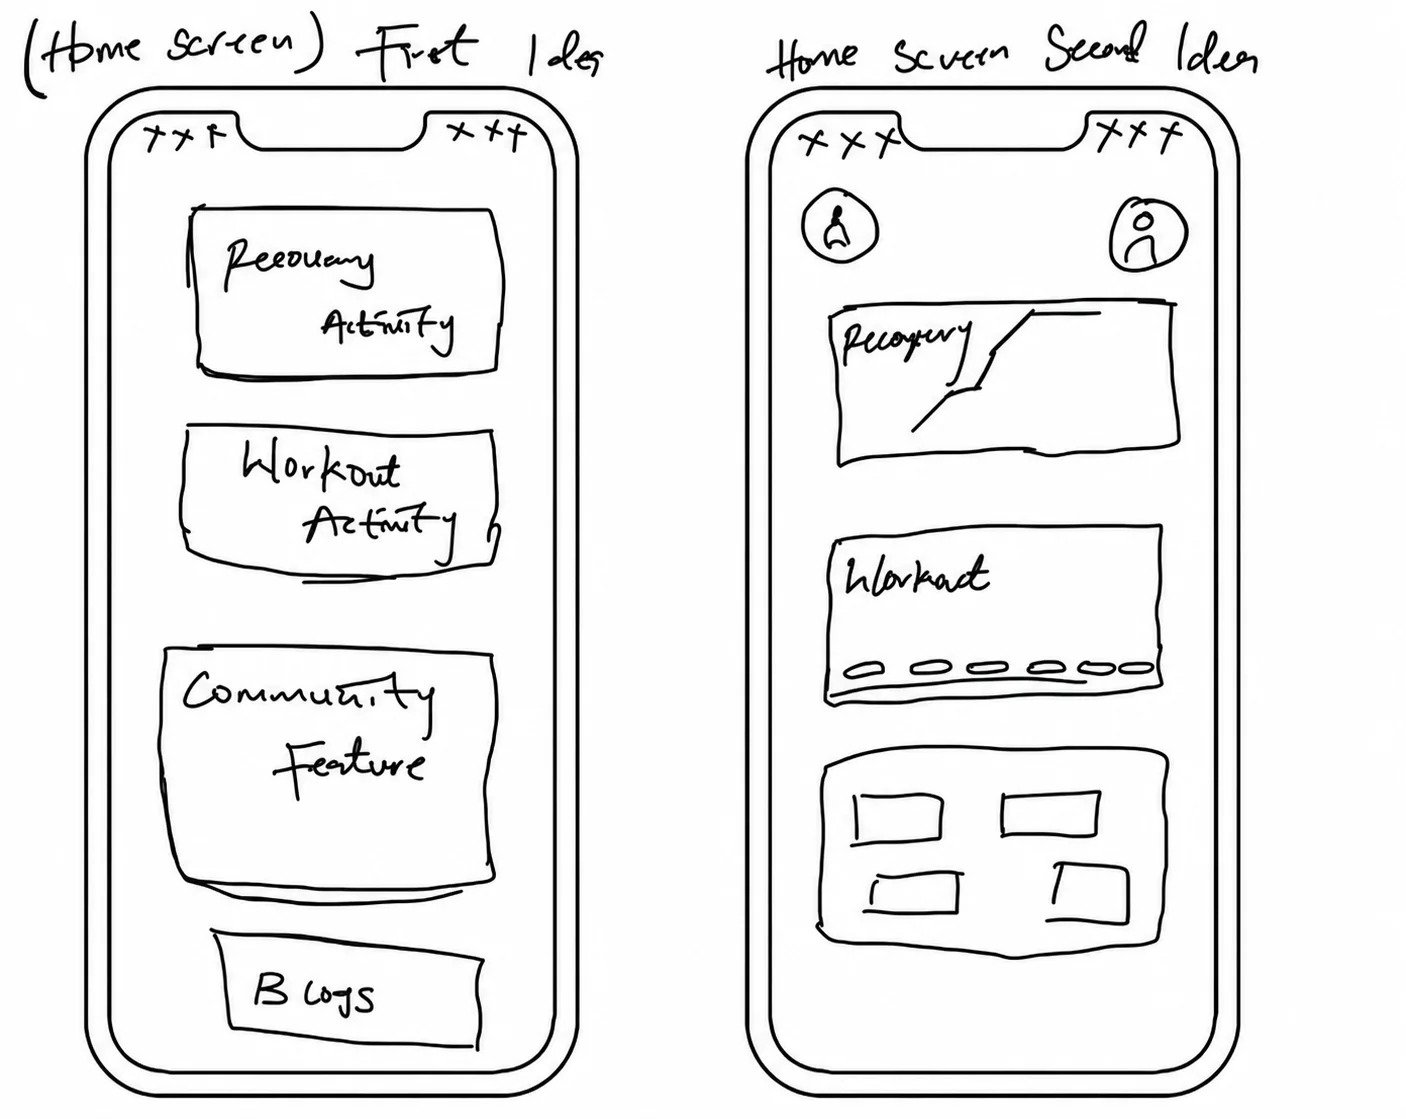 (Home screen) First Idea
x x x x x x
Recovery
Activity
Workout
Activity
Community
Feature
Blogs
Home Screen Second Idea
x x x x x x
Recovery
Workout